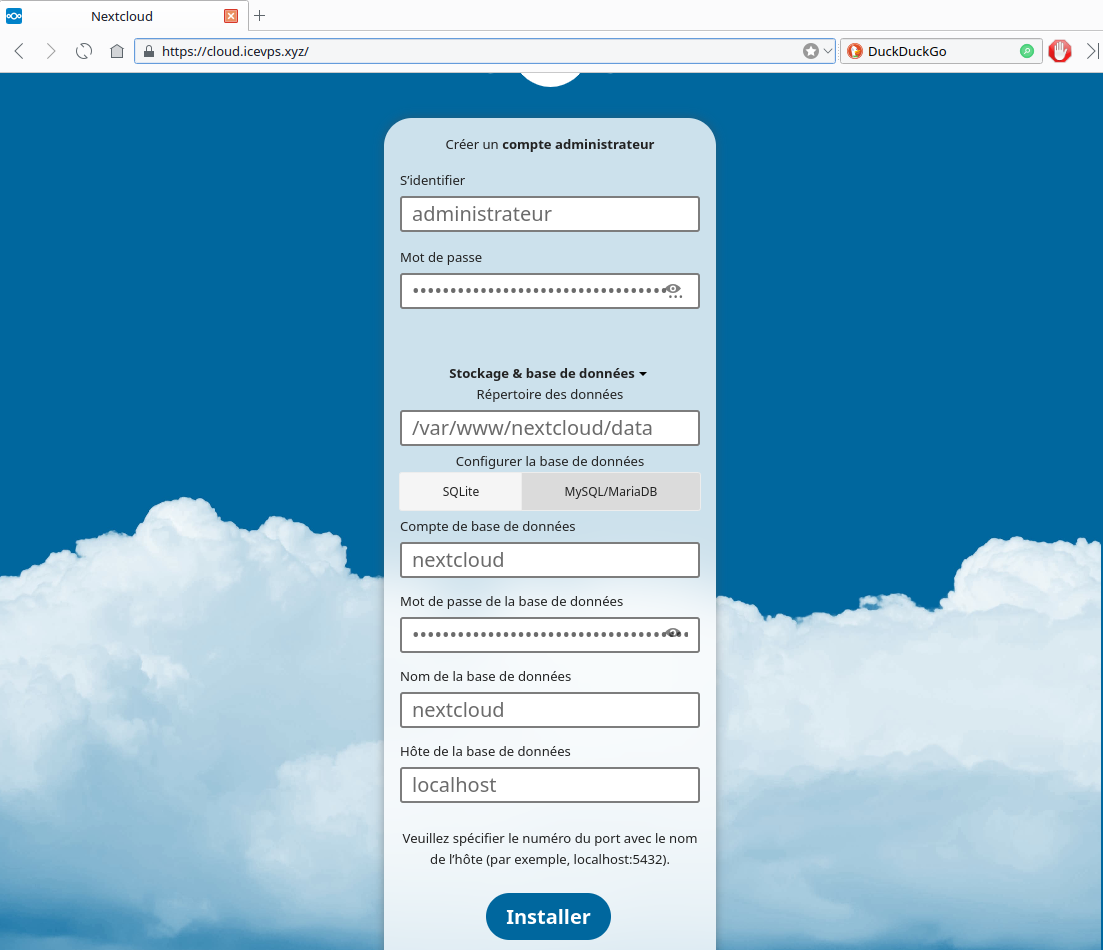 Nextcloud
https://cloud.icevps.xyz/
DuckDuckGo
Créer un compte administrateur
S’identifier
administrateur
Mot de passe
Stockage & base de données
Répertoire des données
/var/www/nextcloud/data
Configurer la base de données
SQLite
MySQL/MariaDB
Compte de base de données
nextcloud
Mot de passe de la base de données
Nom de la base de données
nextcloud
Hôte de la base de données
localhost
Veuillez spécifier le numéro du port avec le nom
de l’hôte (par exemple, localhost:5432).
Installer